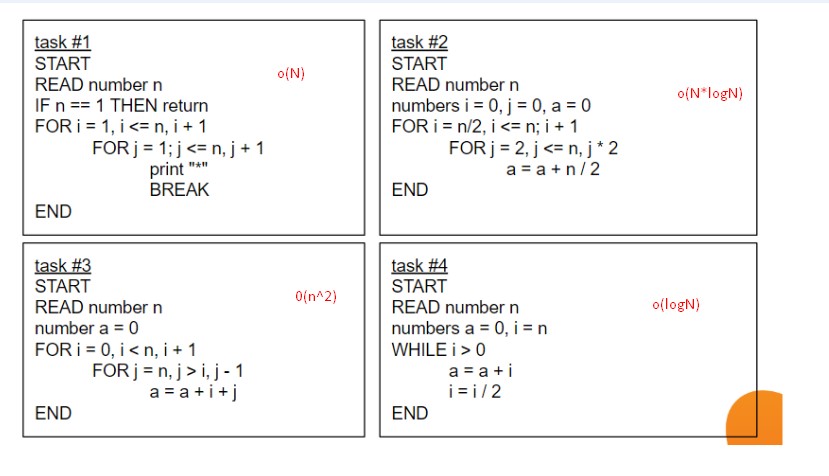 task #1
START
READ number n
IF n == 1 THEN return
FOR i = 1, i <= n, i + 1
FOR j = 1; j <= n, j + 1
print "*"
BREAK
END
o(N)
task #2
START
READ number n
numbers i = 0, j = 0, a = 0
FOR i = n/2, i <= n; i + 1
FOR j = 2, j <= n, j * 2
a = a + n / 2
END
o(N*logN)
task #3
START
READ number n
number a = 0
FOR i = 0, i < n, i + 1
FOR j = n, j > i, j - 1
a = a + i + j
END
0(n^2)
task #4
START
READ number n
numbers a = 0, i = n
WHILE i > 0
a = a + i
i = i / 2
END
o(logN)